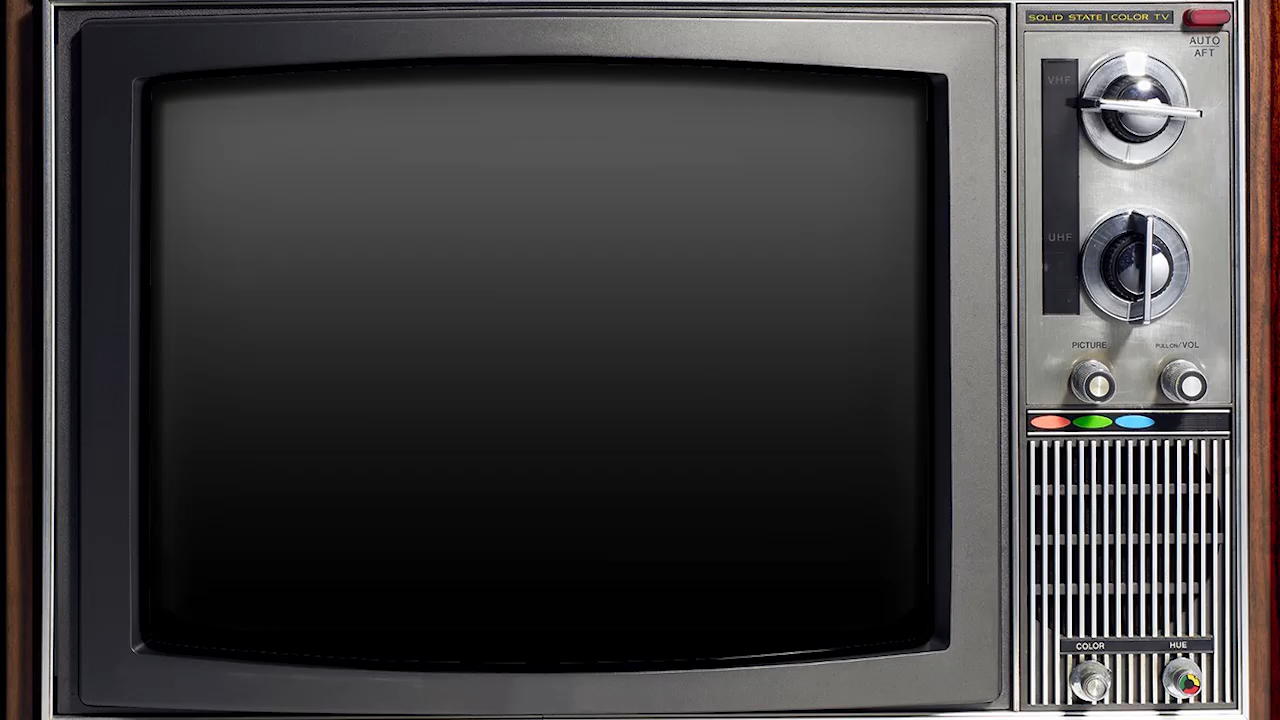 SOLID STATE | COLOR TV
AUTO
AFT
VHF
UHF
PICTURE
PULL ON/VOL
COLOR
HUE